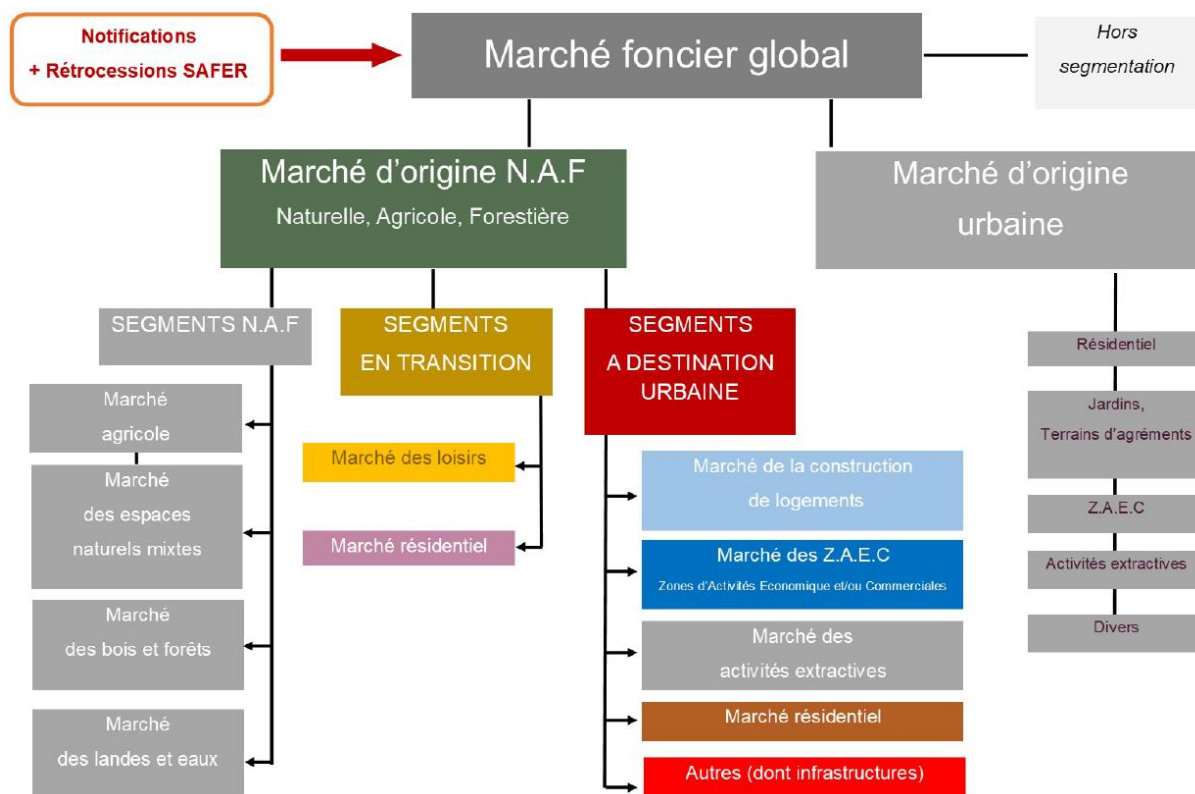 Notifications
+ Rétrocessions SAFER
Marché foncier global
Hors
segmentation
Marché d'origine N.A.F
Naturelle, Agricole, Forestière
Marché d'origine
urbaine
SEGMENTS N.A.F
Marché
agricole
Marché
des espaces
naturels mixtes
Marché
des bois et forêts
Marché
des landes et eaux
SEGMENTS
EN TRANSITION
Marché des loisirs
Marché résidentiel
SEGMENTS
A DESTINATION
URBAINE
Marché de la construction
de logements
Marché des Z.A.E.C
Zones d'Activités Economique et/ou Commerciales
Marché des
activités extractives
Marché résidentiel
Autres (dont infrastructures)
Résidentiel
Jardins,
Terrains d'agréments
Z.A.E.C
Activités extractives
Divers